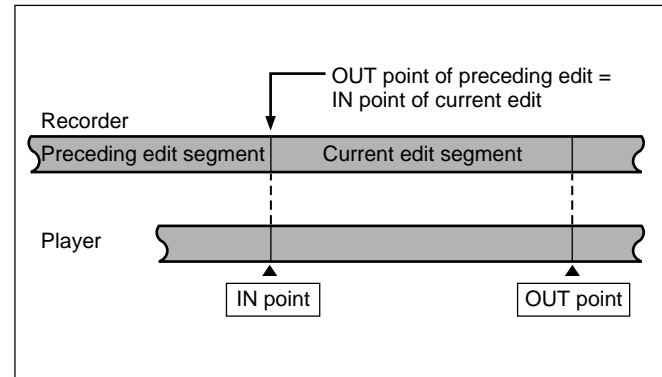 OUT point of preceding edit =
IN point of current edit
Recorder
Preceding edit segment
Current edit segment
Player
IN point
OUT point